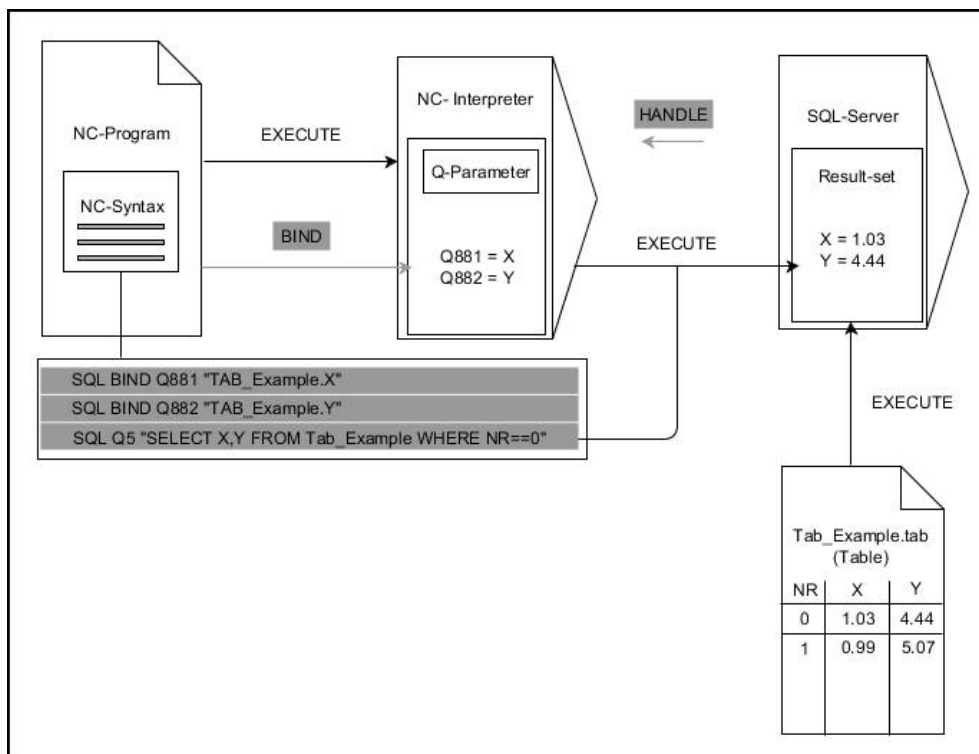 NC-Program
NC-Syntax
EXECUTE
BIND
NC- Interpreter
Q-Parameter
Q881 = X
Q882 = Y
HANDLE
EXECUTE
SQL-Server
Result-set
X = 1.03
Y = 4.44
SQL BIND Q881 "TAB_Example.X"
SQL BIND Q882 "TAB_Example.Y"
SQL Q5 "SELECT X,Y FROM Tab_Example WHERE NR==0"
EXECUTE
Tab_Example.tab
(Table)
NR X Y
0 1.03 4.44
1 0.99 5.07